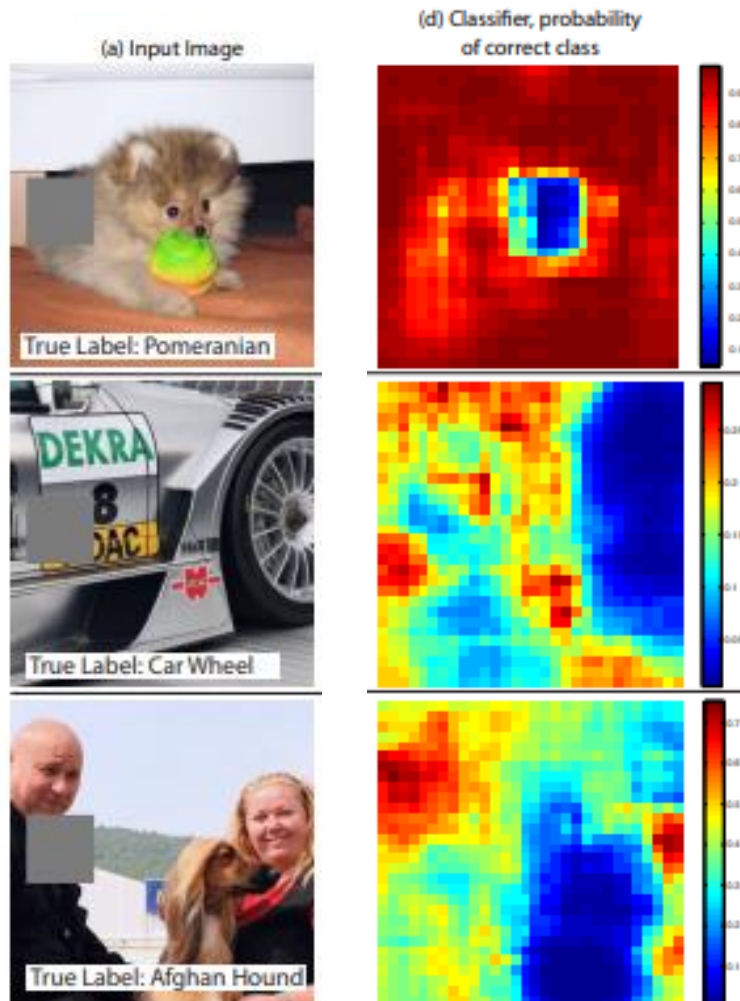 (a) Input Image
(d) Classifier, probability
of correct class
True Label: Pomeranian
DEKRA
8
DAC
True Label: Car Wheel
True Label: Afghan Hound